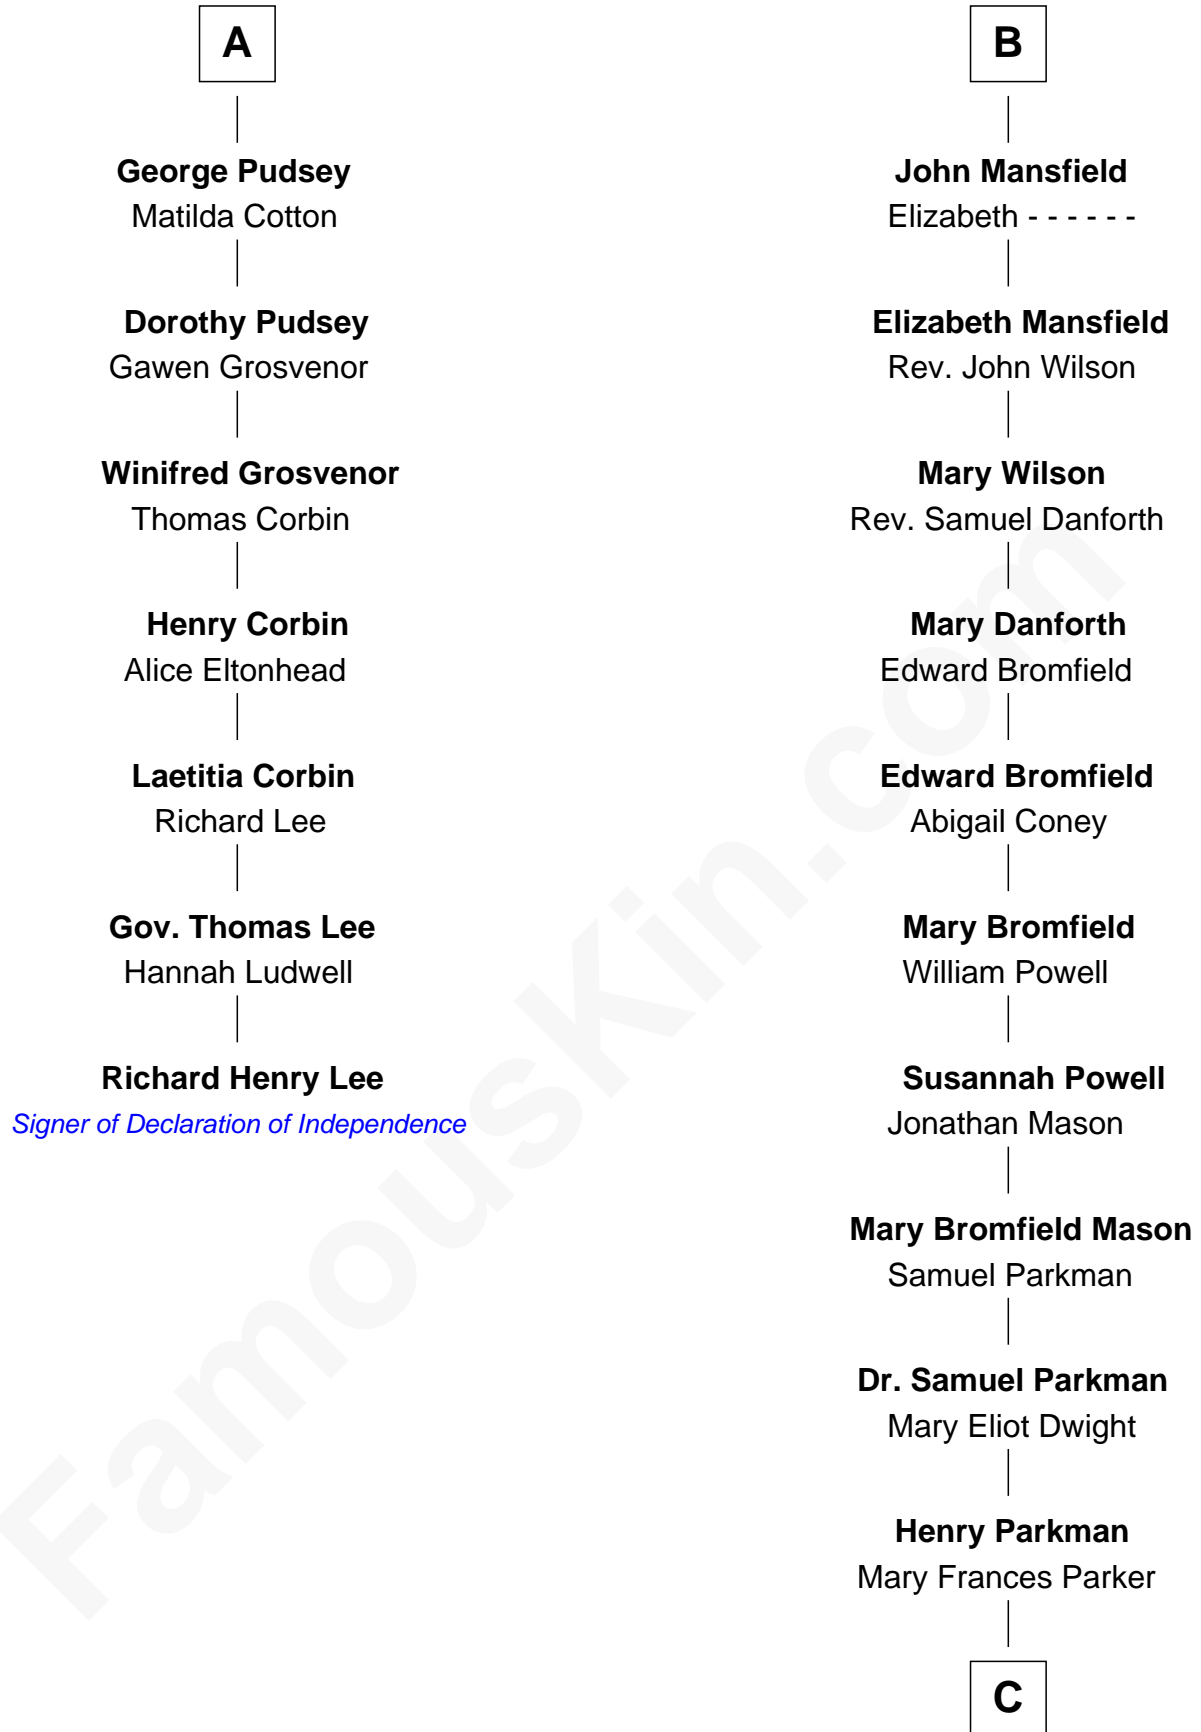 A
George Pudsey
Matilda Cotton
Dorothy Pudsey
Gawen Grosvenor
Winifred Grosvenor
Thomas Corbin
Henry Corbin
Alice Eltonhead
Laetitia Corbin
Richard Lee
Gov. Thomas Lee
Hannah Ludwell
Richard Henry Lee
Signer of Declaration of Independence
B
John Mansfield
Elizabeth - - - - - -
Elizabeth Mansfield
Rev. John Wilson
Mary Wilson
Rev. Samuel Danforth
Mary Danforth
Edward Bromfield
Edward Bromfield
Abigail Coney
Mary Bromfield
William Powell
Susannah Powell
Jonathan Mason
Mary Bromfield Mason
Samuel Parkman
Dr. Samuel Parkman
Mary Eliot Dwight
Henry Parkman
Mary Frances Parker
C
FamousKin.com